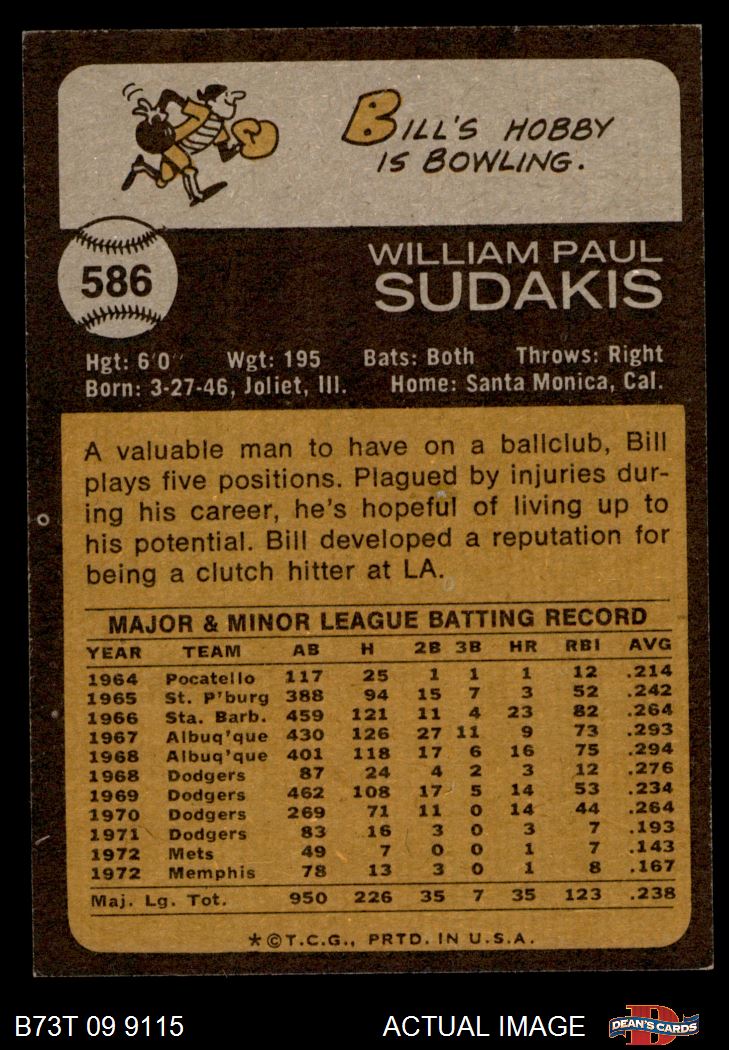 BILL'S HOBBY
IS BOWLING.
586
WILLIAM PAUL
SUDAKIS
Hgt: 6'0" Wgt: 195 Bats: Both Throws: Right
Born: 3-27-46, Joliet, Ill. Home: Santa Monica, Cal.
A valuable man to have on a ballclub, Bill
plays five positions. Plagued by injuries dur-
ing his career, he's hopeful of living up to
his potential. Bill developed a reputation for
being a clutch hitter at LA.
MAJOR & MINOR LEAGUE BATTING RECORD
YEAR TEAM AB H 2B 3B HR RBI AVG
1964 Pocatello 117 25 1 1 1 12 .214
1965 St. P'burg 388 94 15 7 3 52 .242
1966 Sta. Barb. 459 121 11 4 23 82 .264
1967 Albuq'que 430 126 27 11 9 73 .293
1968 Albuq'que 401 118 17 6 16 75 .294
1968 Dodgers 87 24 4 2 3 12 .276
1969 Dodgers 462 108 17 5 14 53 .234
1970 Dodgers 269 71 11 0 14 44 .264
1971 Dodgers 83 16 3 0 3 7 .193
1972 Mets 49 7 0 0 1 7 .143
1972 Memphis 78 13 3 0 1 8 .167
Maj. Lg. Tot. 950 226 35 7 35 123 .238
*©T.C.G., PRTD. IN U.S.A.
B73T 09 9115 ACTUAL IMAGE D DEAN'S CARDS